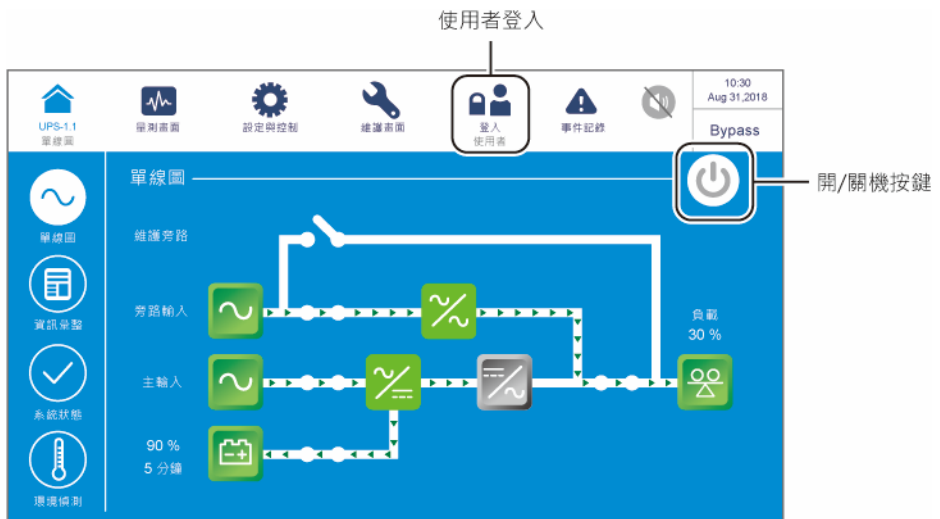 使用者登入
10:30
Aug 31,2018
UPS-1.1
單線圖
量測畫面
設定與控制
維護畫面
登入
使用者
事件記錄
Bypass
單線圖
開/關機按鍵
單線圖
維護旁路
資訊彙整
旁路輸入
負載
30 %
主輸入
系統狀態
90 %
5 分鐘
環境偵測